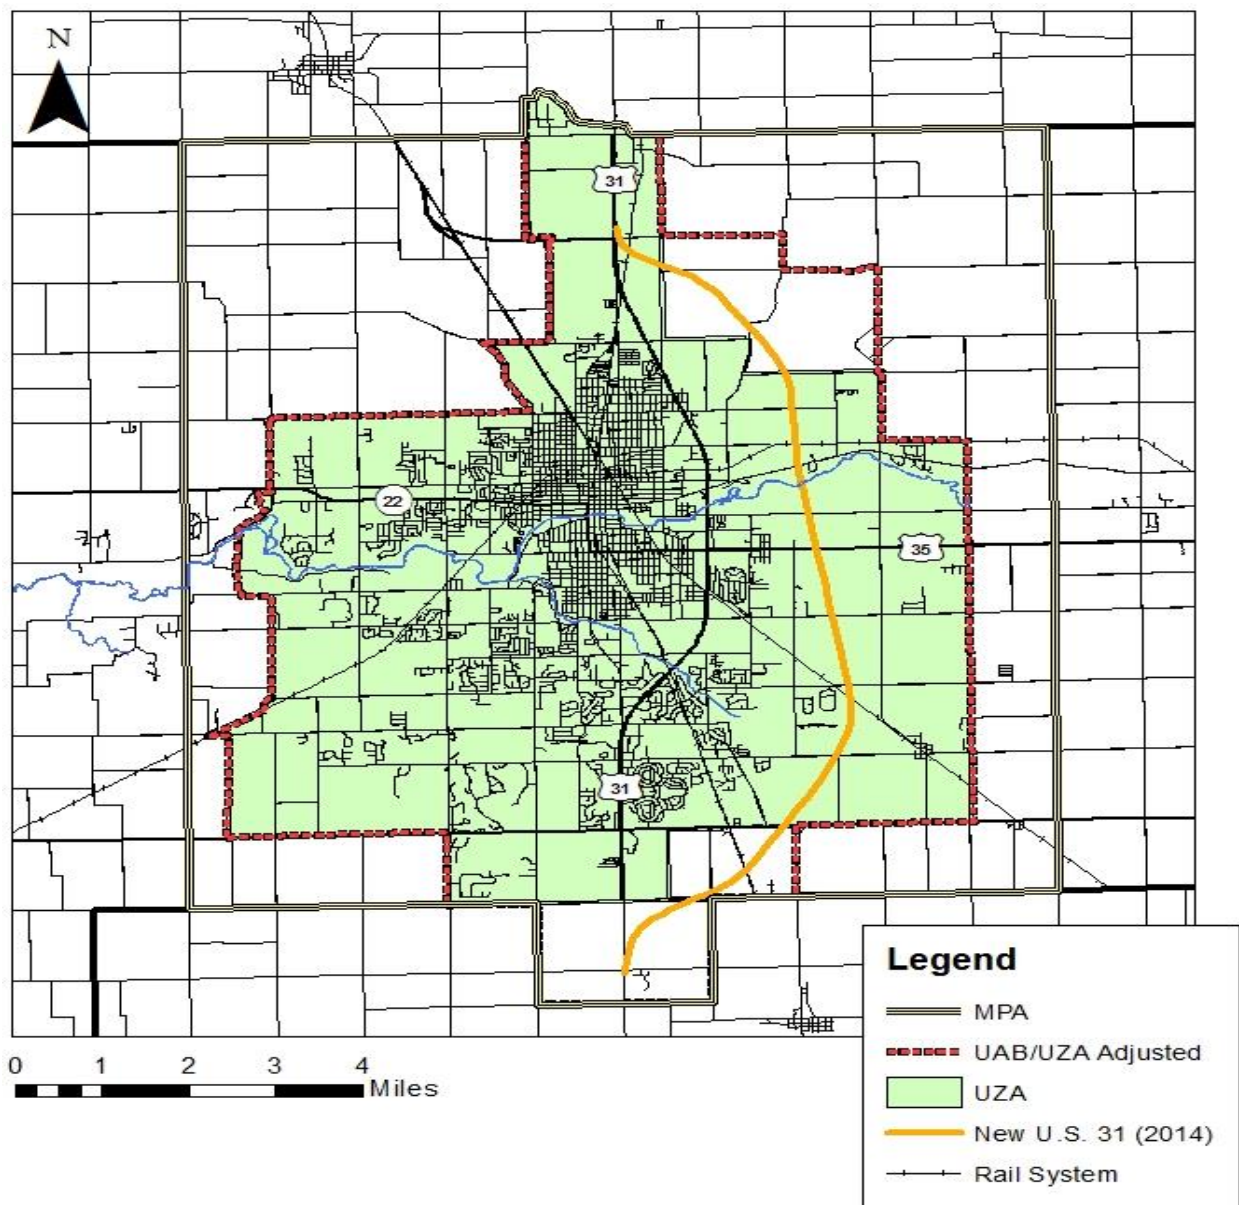 N
31
22
35
31
0 1 2 3 4
Miles
Legend
MPA
UAB/UZA Adjusted
UZA
New U.S. 31 (2014)
Rail System